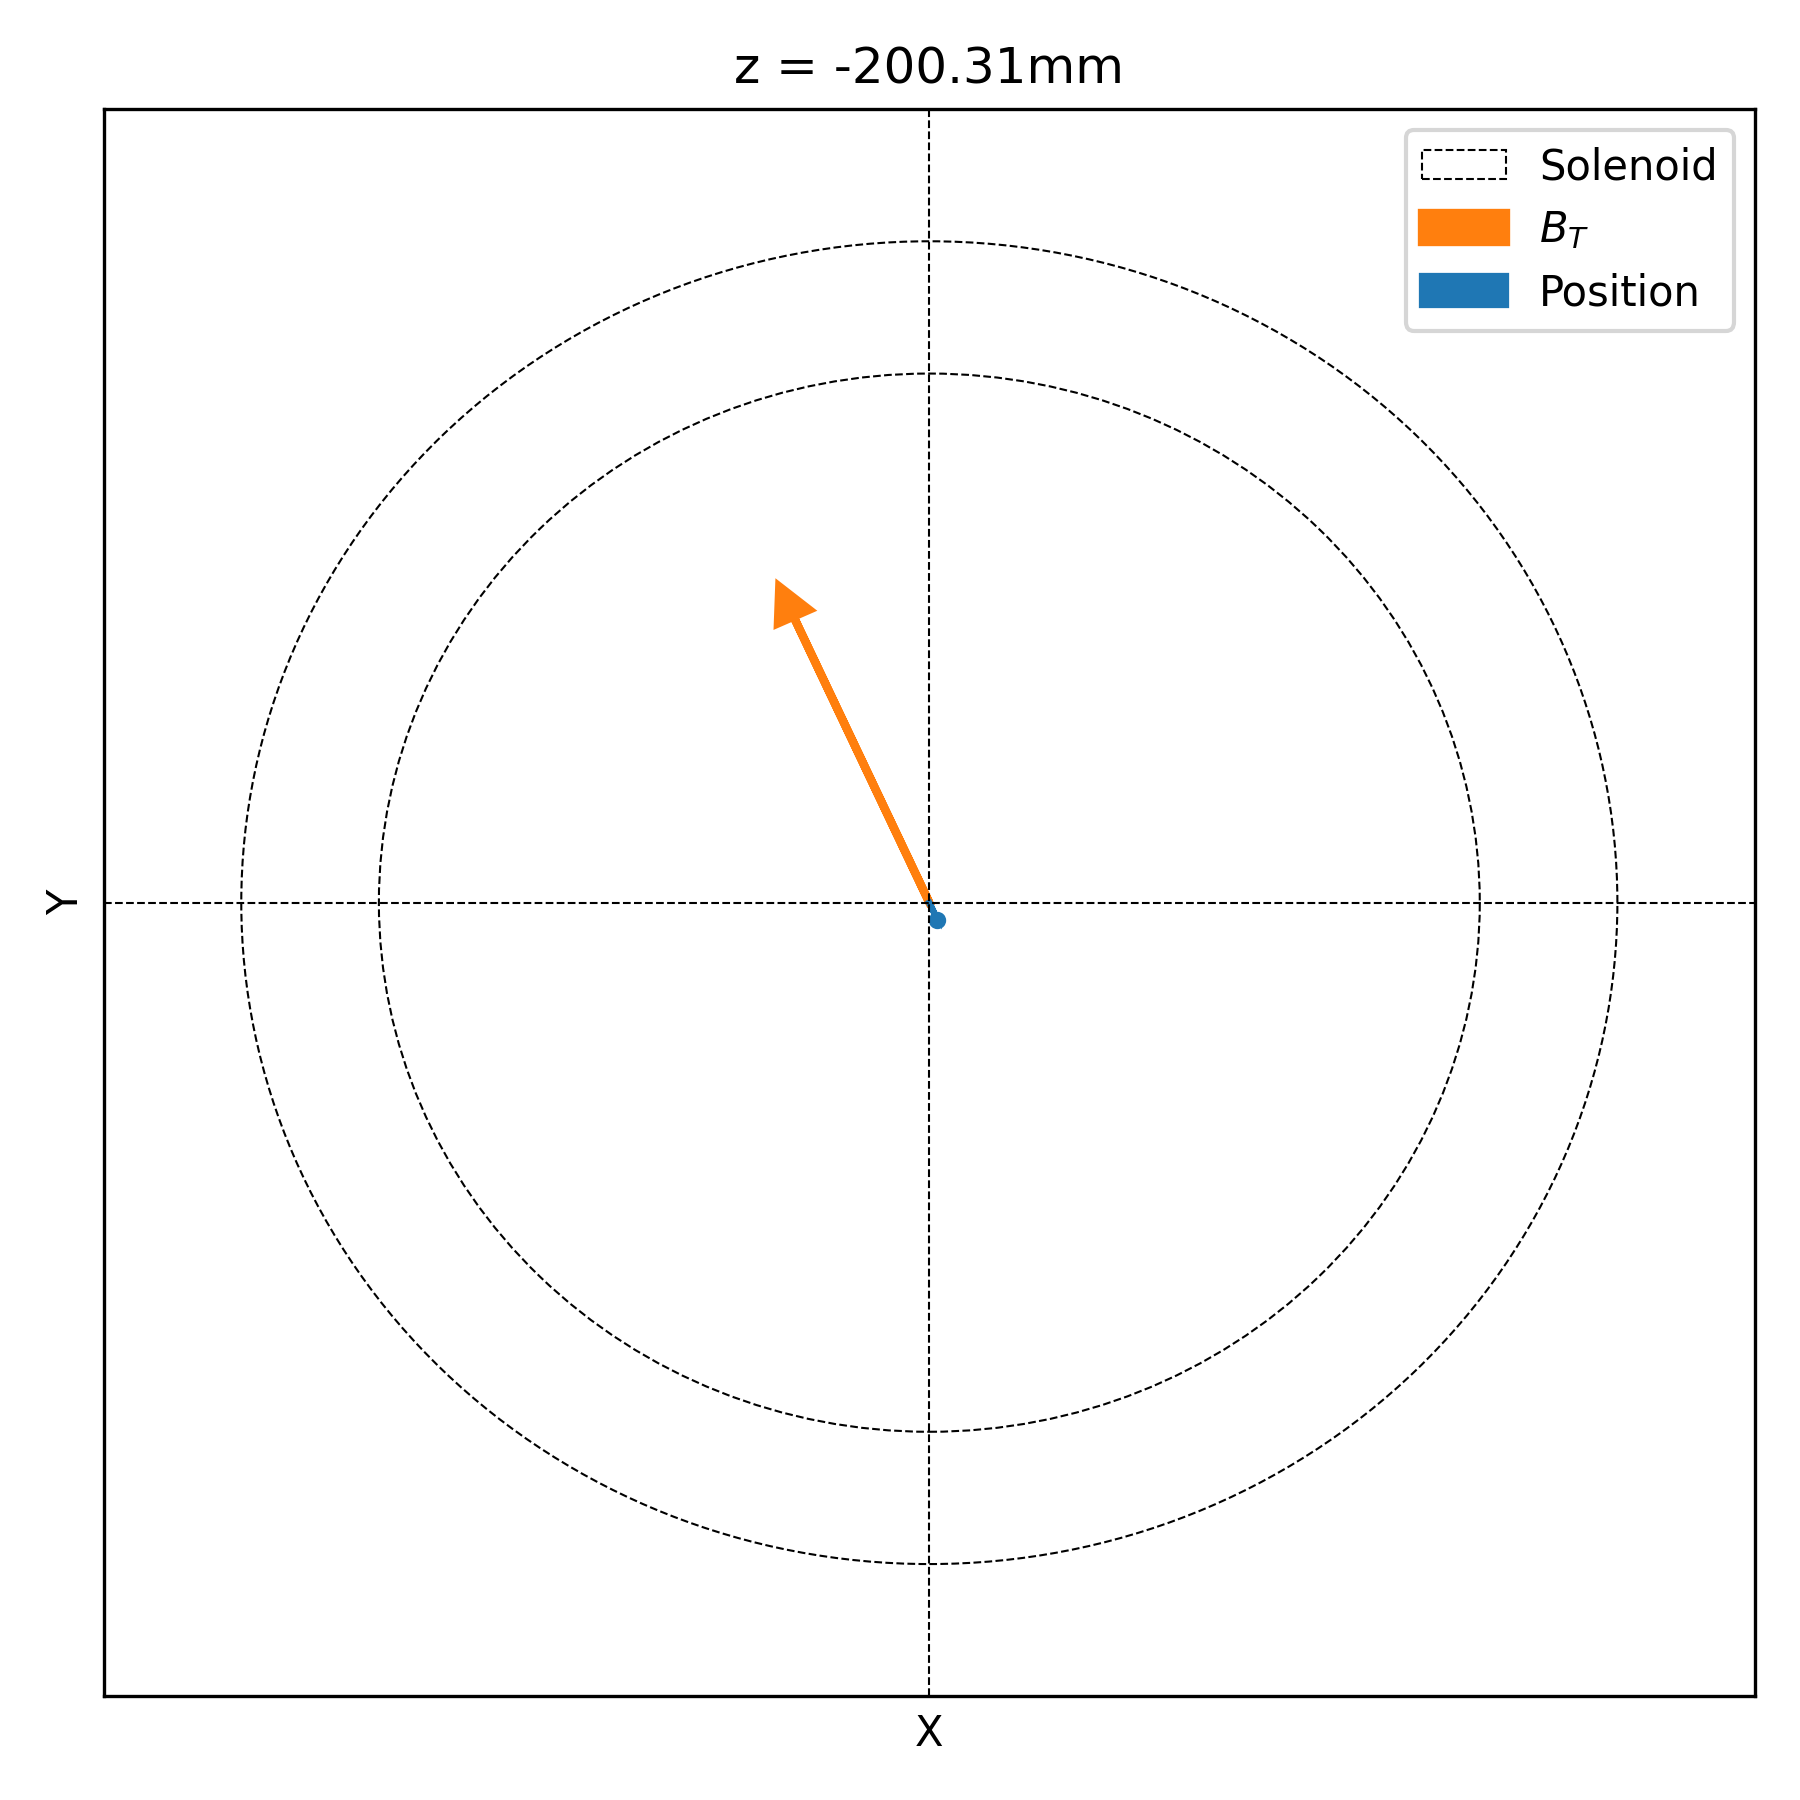 z = -200.31mm
Solenoid
B_T
Position
Y
X